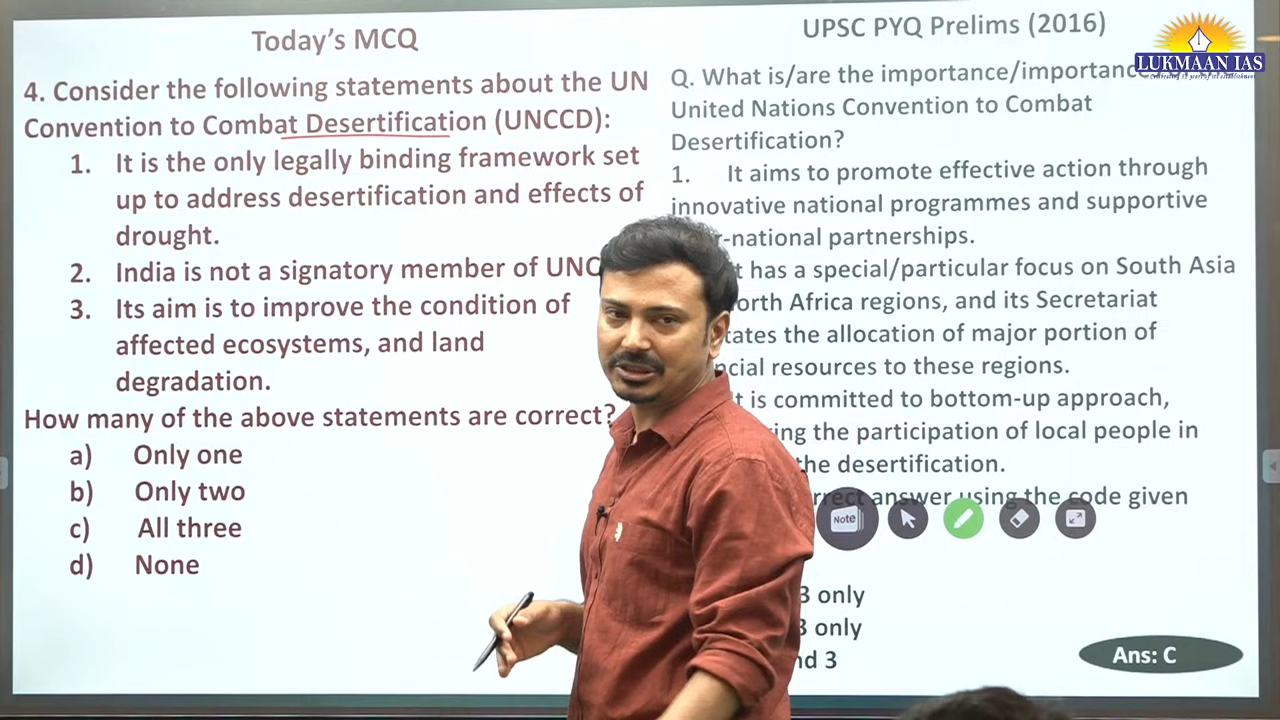 Today's MCQ
4. Consider the following statements about the UN
Convention to Combat Desertification (UNCCD):
1. It is the only legally binding framework set
up to address desertification and effects of
drought.
2. India is not a signatory member of UNC
3. Its aim is to improve the condition of
affected ecosystems, and land
degradation.
How many of the above statements are correct?
a) Only one
b) Only two
c) All three
d) None
UPSC PYQ Prelims (2016)
LUKMAAN IAS
Q. What is/are the importance/importanc
United Nations Convention to Combat
Desertification?
1. It aims to promote effective action through
innovative national programmes and supportive
r-national partnerships.
t has a special/particular focus on South Asia
orth Africa regions, and its Secretariat
tates the allocation of major portion of
ncial resources to these regions.
t is committed to bottom-up approach,
ing the participation of local people in
the desertification.
rrect answer using the code given
Note
3 only
3 only
nd 3
Ans: C